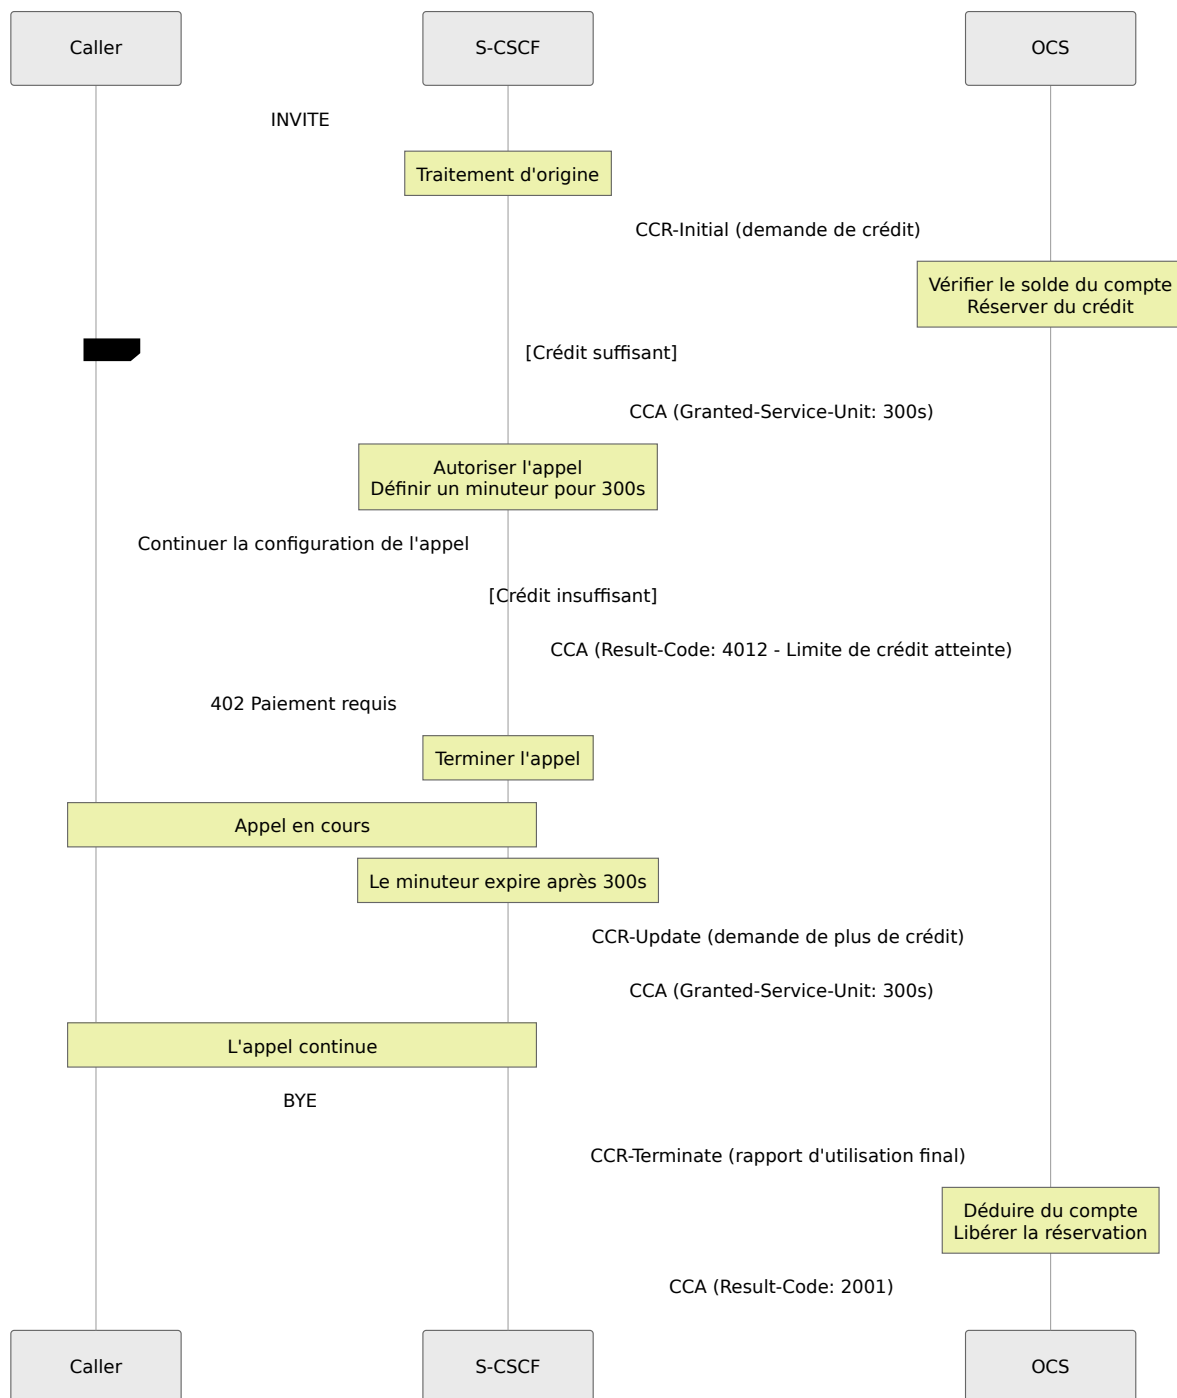 Caller
S-CSCF
OCS
INVITE
Traitement d'origine
CCR-Initial (demande de crédit)
Vérifier le solde du compte
Réserver du crédit
[Crédit suffisant]
CCA (Granted-Service-Unit: 300s)
Autoriser l'appel
Définir un minuteur pour 300s
Continuer la configuration de l'appel
[Crédit insuffisant]
CCA (Result-Code: 4012 - Limite de crédit atteinte)
402 Paiement requis
Terminer l'appel
Appel en cours
Le minuteur expire après 300s
CCR-Update (demande de plus de crédit)
CCA (Granted-Service-Unit: 300s)
L'appel continue
BYE
CCR-Terminate (rapport d'utilisation final)
Déduire du compte
Libérer la réservation
CCA (Result-Code: 2001)
Caller
S-CSCF
OCS